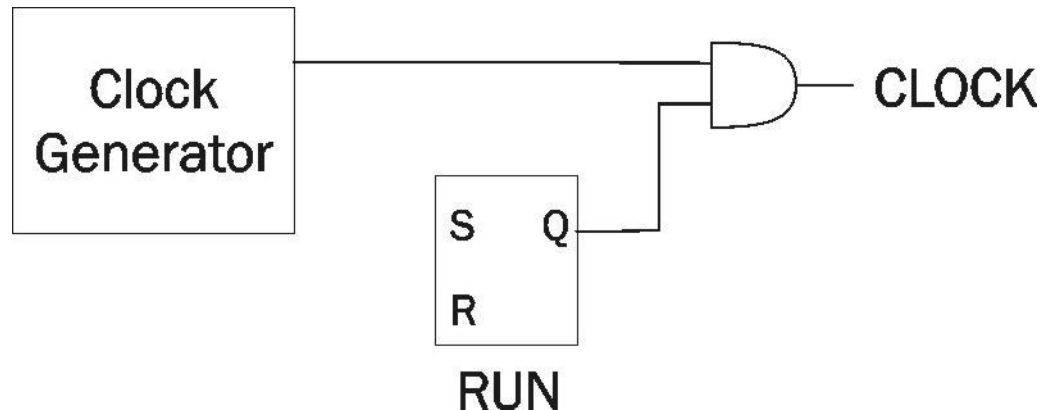 Clock
Generator
CLOCK
S
Q
R
RUN